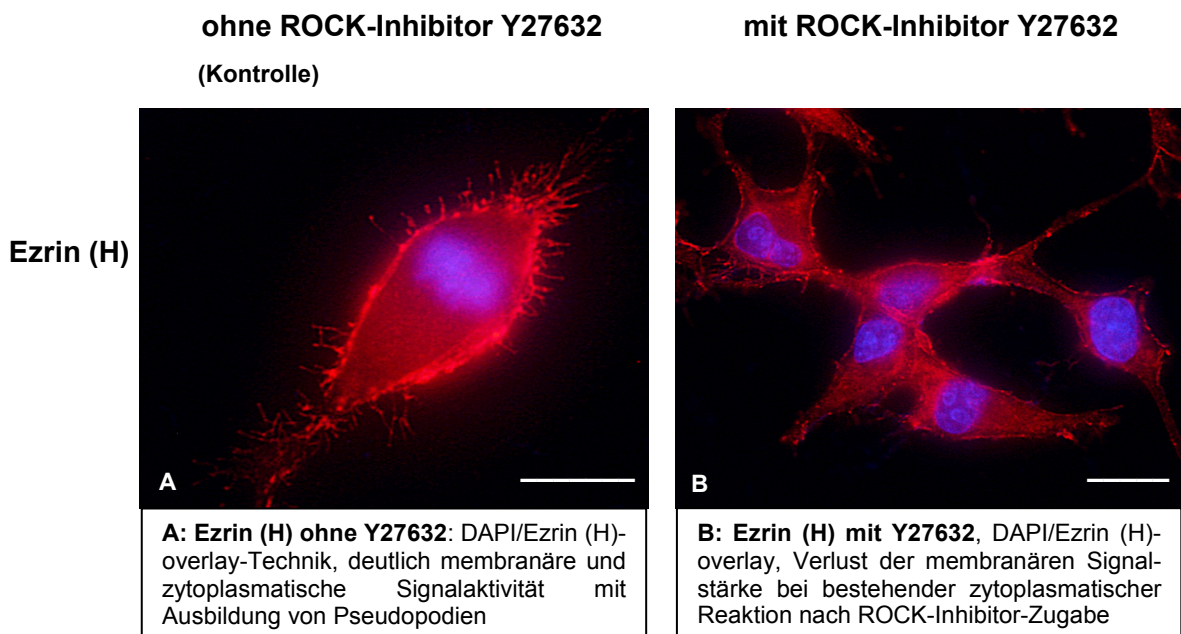 ohne ROCK-Inhibitor Y27632
(Kontrolle)
mit ROCK-Inhibitor Y27632
Ezrin (H)
A
B
A: Ezrin (H) ohne Y27632: DAPI/Ezrin (H)-
overlay-Technik, deutlich membranäre und
zytoplasmatische Signalaktivität mit
Ausbildung von Pseudopodien
B: Ezrin (H) mit Y27632, DAPI/Ezrin (H)-
overlay, Verlust der membranären Signal-
stärke bei bestehender zytoplasmatischer
Reaktion nach ROCK-Inhibitor-Zugabe